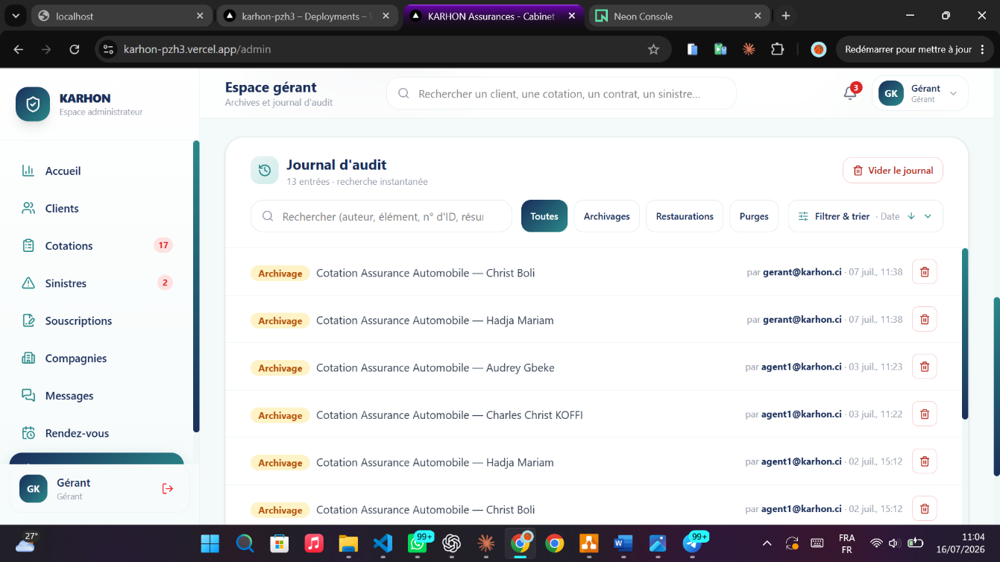 localhost
karhon-pzh3 – Deployments –
KARHON Assurances - Cabinet
Neon Console
karhon-pzh3.vercel.app/admin
Redémarrer pour mettre à jour
KARHON
Espace administrateur
Espace gérant
Archives et journal d'audit
Rechercher un client, une cotation, un contrat, un sinistre...
3
GK
Gérant
Gérant
Accueil
Clients
Cotations
17
Sinistres
2
Souscriptions
Compagnies
Messages
Rendez-vous
GK
Gérant
Gérant
Journal d'audit
13 entrées · recherche instantanée
Vider le journal
Rechercher (auteur, élément, n° d'ID, résu
Toutes
Archivages
Restaurations
Purges
Filtrer & trier · Date
Archivage Cotation Assurance Automobile — Christ Boli par gerant@karhon.ci · 07 juil., 11:38
Archivage Cotation Assurance Automobile — Hadja Mariam par gerant@karhon.ci · 07 juil., 11:38
Archivage Cotation Assurance Automobile — Audrey Gbeke par agent1@karhon.ci · 03 juil., 11:23
Archivage Cotation Assurance Automobile — Charles Christ KOFFI par agent1@karhon.ci · 03 juil., 11:22
Archivage Cotation Assurance Automobile — Hadja Mariam par agent1@karhon.ci · 02 juil., 15:12
Archivage Cotation Assurance Automobile — Christ Boli par agent1@karhon.ci · 02 juil., 15:12
27°
99+
99+
FRA
FR
11:04
16/07/2026